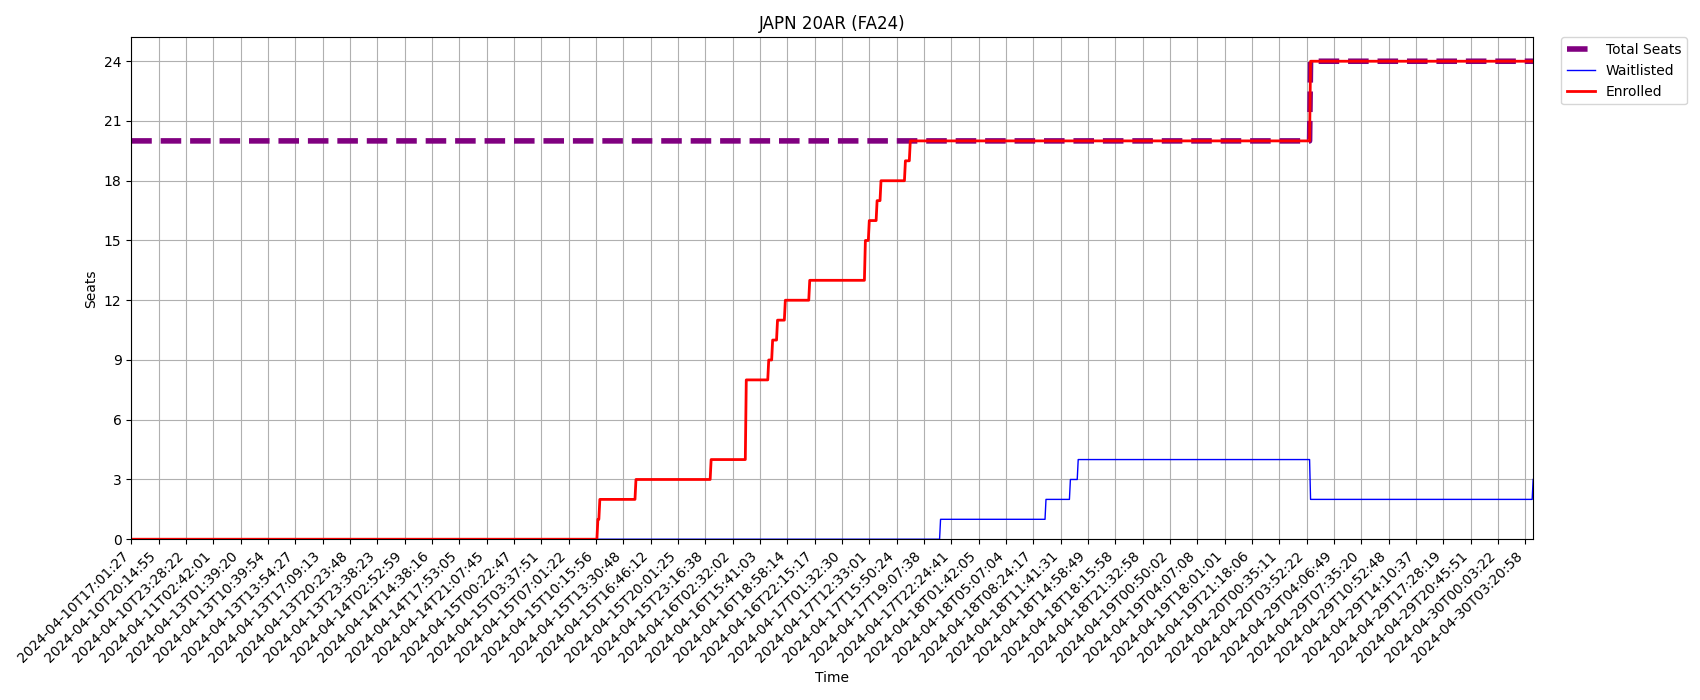 JAPN 20AR (FA24)
Total Seats
Waitlisted
Enrolled
Seats
24
21
18
15
12
9
6
3
0
2024-04-10T17:01:27
2024-04-10T20:14:55
2024-04-10T23:28:22
2024-04-11T02:42:01
2024-04-13T01:39:20
2024-04-13T10:39:54
2024-04-13T13:54:27
2024-04-13T17:09:13
2024-04-13T20:23:48
2024-04-13T23:38:23
2024-04-14T02:52:59
2024-04-14T14:38:16
2024-04-14T17:53:05
2024-04-14T21:07:45
2024-04-15T00:22:47
2024-04-15T03:37:51
2024-04-15T07:01:22
2024-04-15T10:15:56
2024-04-15T13:30:48
2024-04-15T16:46:12
2024-04-15T20:01:25
2024-04-15T23:16:38
2024-04-16T02:32:02
2024-04-16T15:41:03
2024-04-16T18:58:14
2024-04-16T22:15:17
2024-04-17T01:32:30
2024-04-17T12:33:01
2024-04-17T15:50:24
2024-04-17T19:07:38
2024-04-17T22:24:41
2024-04-18T01:42:05
2024-04-18T05:07:04
2024-04-18T08:24:17
2024-04-18T11:41:31
2024-04-18T14:58:49
2024-04-18T18:15:58
2024-04-18T21:32:58
2024-04-19T00:50:02
2024-04-19T04:07:08
2024-04-19T18:01:01
2024-04-19T21:18:06
2024-04-20T00:35:11
2024-04-20T03:52:22
2024-04-29T04:06:49
2024-04-29T07:35:20
2024-04-29T10:52:48
2024-04-29T14:10:37
2024-04-29T17:28:19
2024-04-29T20:45:51
2024-04-30T00:03:22
2024-04-30T03:20:58
Time